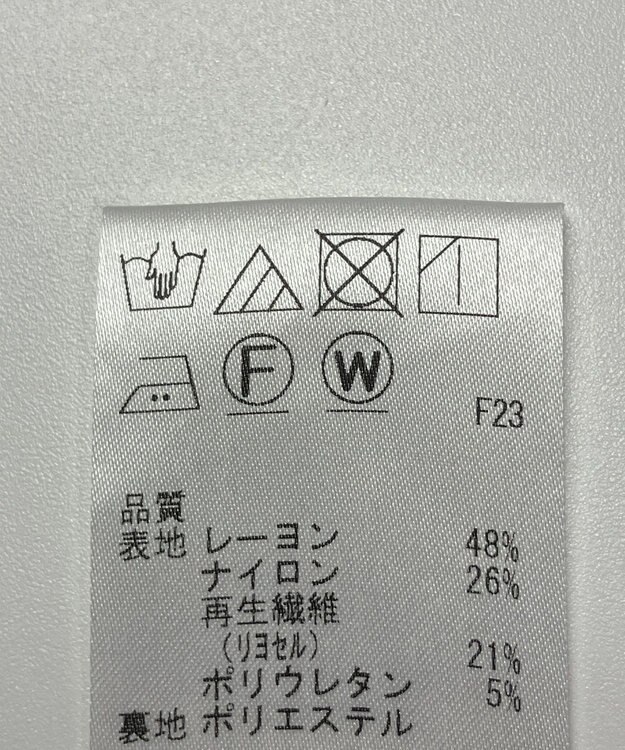 F W
F23
品質
表地 レーヨン 48%
ナイロン 26%
再生繊維
(リヨセル) 21%
ポリウレタン 5%
裏地 ポリエステル